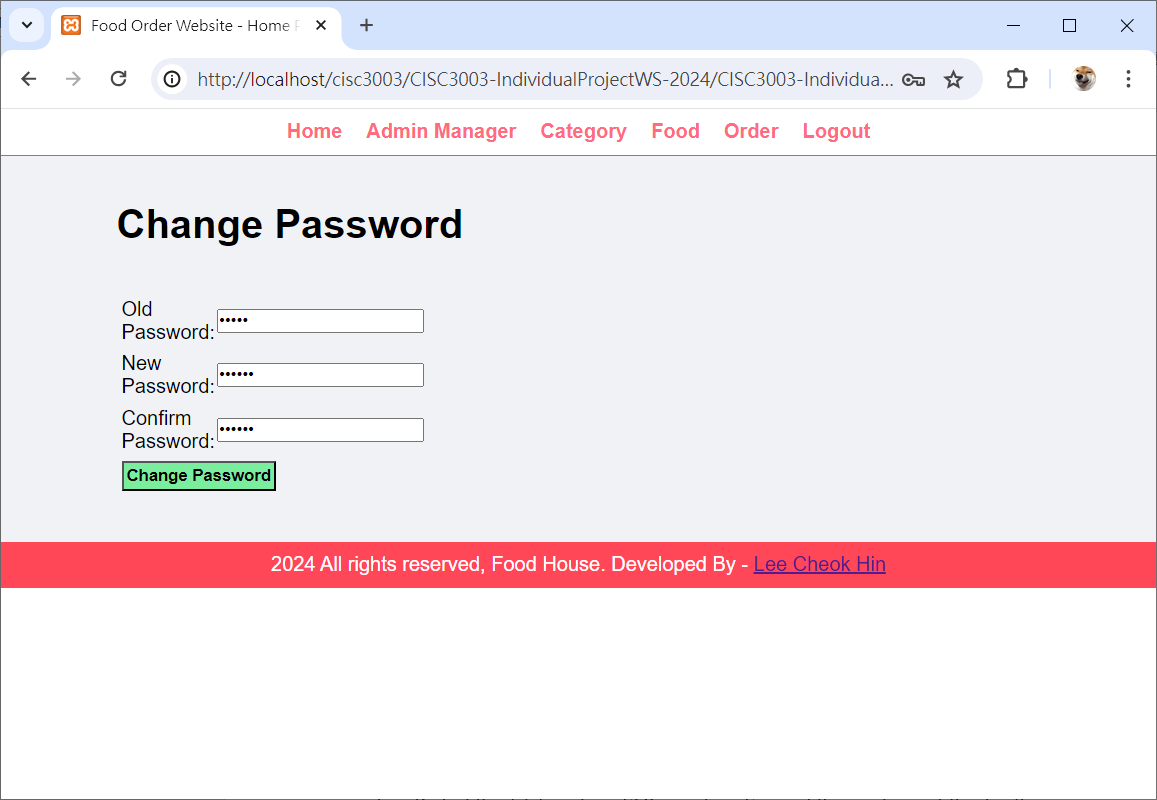 Food Order Website - Home
http://localhost/cisc3003/CISC3003-IndividualProjectWS-2024/CISC3003-Individua...
Home Admin Manager Category Food Order Logout
Change Password
Old
Password: •••••
New
Password: ••••••
Confirm
Password: ••••••
Change Password
2024 All rights reserved, Food House. Developed By - Lee Cheok Hin